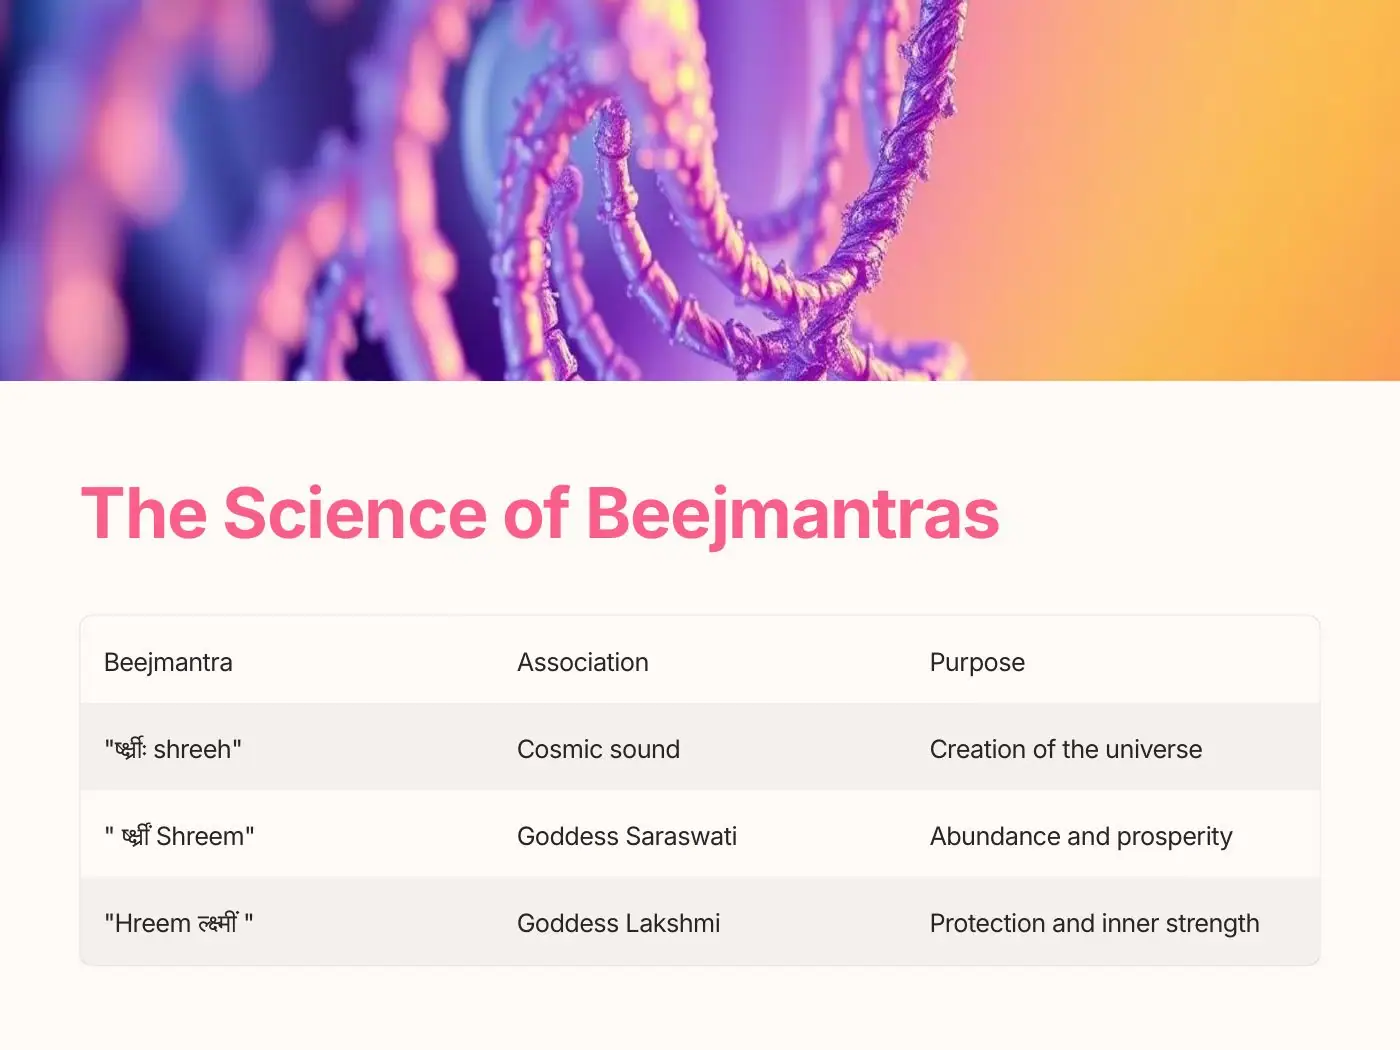 The Science of Beejmantras
Beejmantra Association Purpose
"र्ष्श्रीः shreeh" Cosmic sound Creation of the universe
" र्ष्श्रीं Shreem" Goddess Saraswati Abundance and prosperity
"Hreem ल्क्ष्मीं " Goddess Lakshmi Protection and inner strength